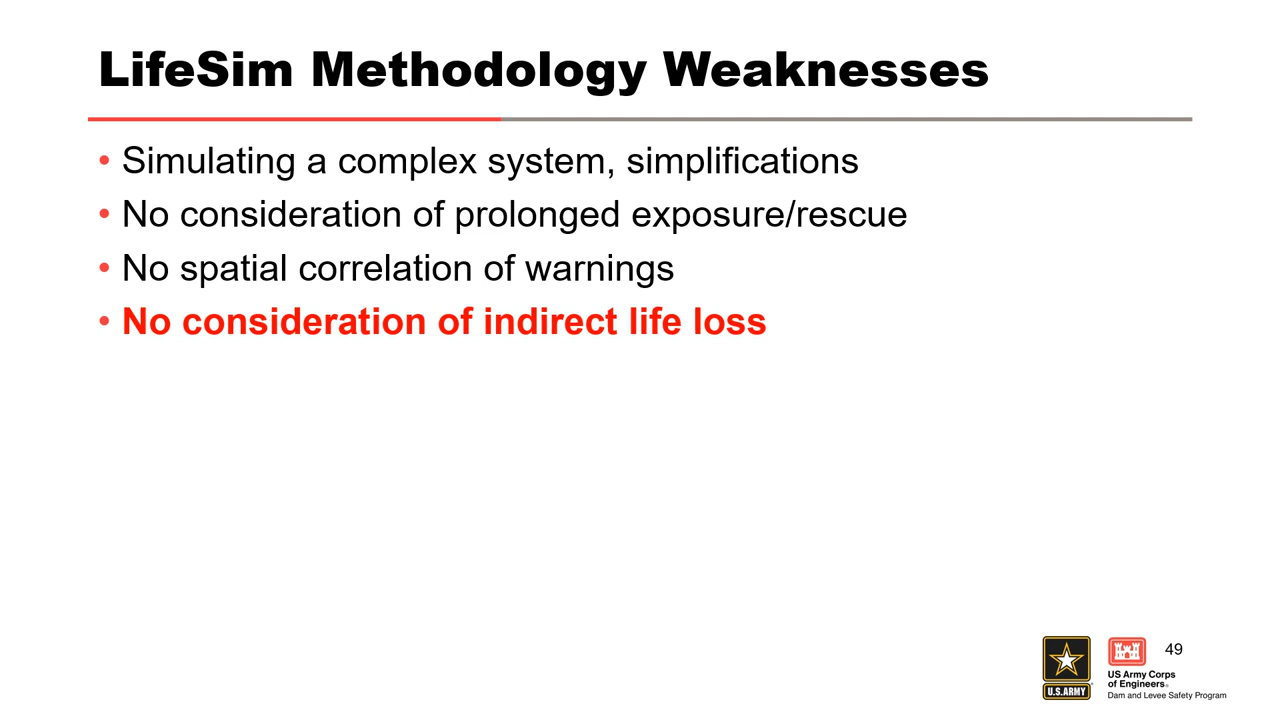 LifeSim Methodology Weaknesses
• Simulating a complex system, simplifications
• No consideration of prolonged exposure/rescue
• No spatial correlation of warnings
• No consideration of indirect life loss
49
U.S.ARMY
US Army Corps
of Engineers®
Dam and Levee Safety Program